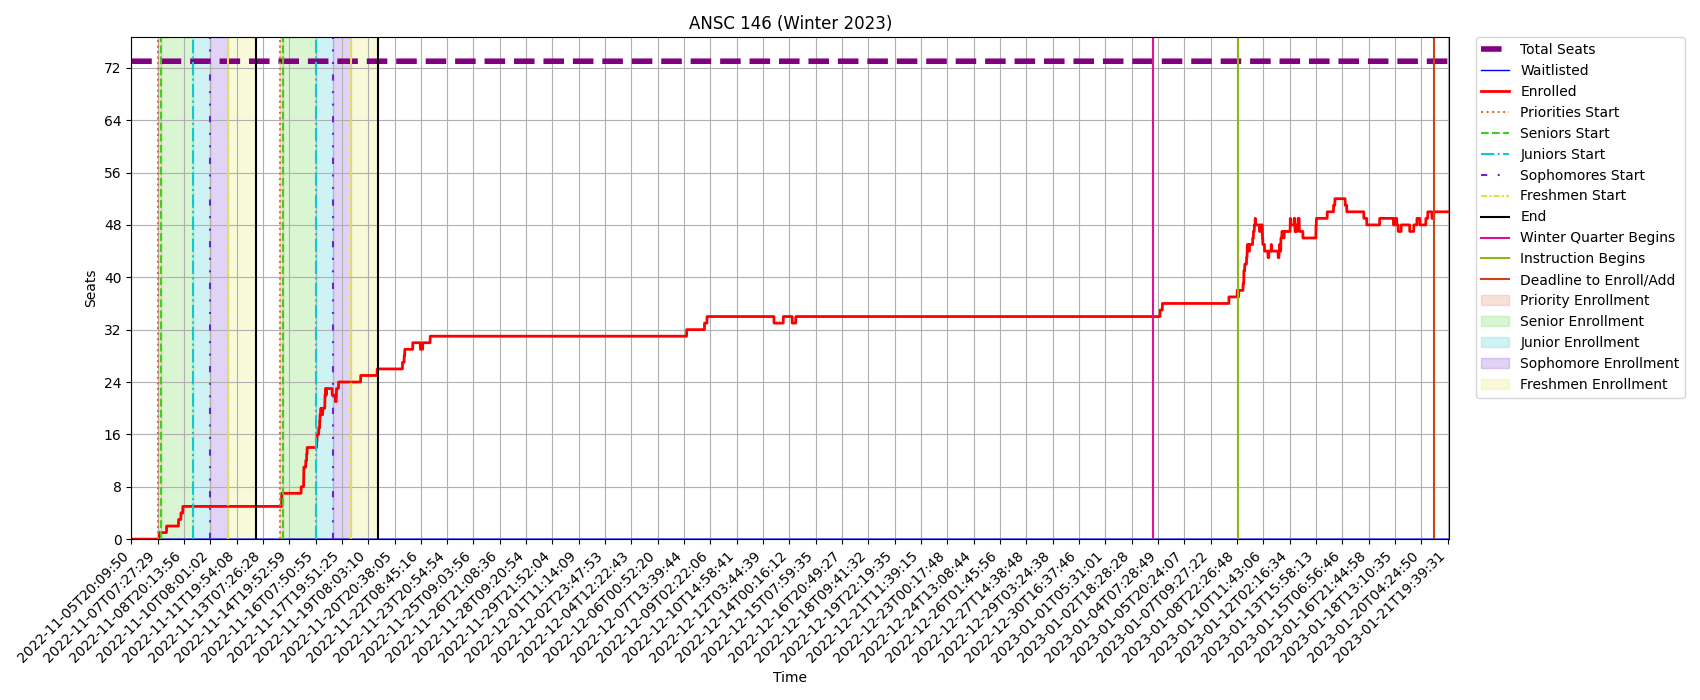 ANSC 146 (Winter 2023)
Total Seats
Waitlisted
Enrolled
Priorities Start
Seniors Start
Juniors Start
Sophomores Start
Freshmen Start
End
Winter Quarter Begins
Instruction Begins
Deadline to Enroll/Add
Priority Enrollment
Senior Enrollment
Junior Enrollment
Sophomore Enrollment
Freshmen Enrollment
Seats
72
64
56
48
40
32
24
16
8
0
2022-11-05T20:09:50
2022-11-07T07:27:29
2022-11-08T20:13:56
2022-11-10T08:01:02
2022-11-11T19:54:08
2022-11-13T07:26:28
2022-11-14T19:52:59
2022-11-16T07:50:55
2022-11-17T19:51:25
2022-11-19T08:03:10
2022-11-20T20:38:05
2022-11-22T08:45:16
2022-11-23T20:54:54
2022-11-25T09:03:56
2022-11-26T21:08:36
2022-11-28T09:20:54
2022-11-29T21:52:04
2022-12-01T11:14:09
2022-12-02T23:47:53
2022-12-04T12:22:43
2022-12-06T00:52:20
2022-12-07T13:39:44
2022-12-09T02:22:06
2022-12-10T14:58:41
2022-12-12T03:44:39
2022-12-14T00:16:12
2022-12-15T07:59:35
2022-12-16T20:49:27
2022-12-18T09:41:32
2022-12-19T22:19:35
2022-12-21T11:39:15
2022-12-23T00:17:48
2022-12-24T13:08:44
2022-12-26T01:45:56
2022-12-27T14:38:48
2022-12-29T03:24:38
2022-12-30T16:37:46
2023-01-01T05:31:01
2023-01-02T18:28:28
2023-01-04T07:28:49
2023-01-05T20:24:07
2023-01-07T09:27:22
2023-01-08T22:26:48
2023-01-10T11:43:06
2023-01-12T02:16:34
2023-01-13T15:58:13
2023-01-15T06:56:46
2023-01-16T21:44:58
2023-01-18T13:10:35
2023-01-20T04:24:50
2023-01-21T19:39:31
Time